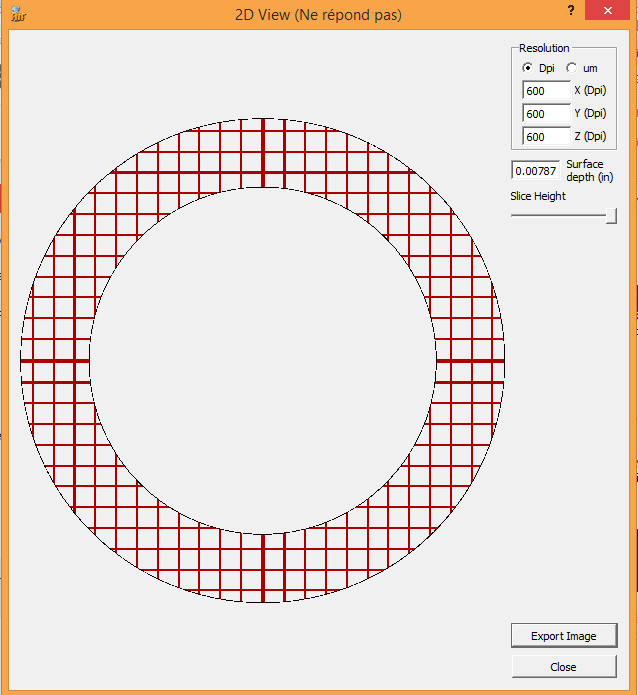 2D View (Ne répond pas)
?
Resolution
Dpi um
600 X (Dpi)
600 Y (Dpi)
600 Z (Dpi)
0.00787 Surface
depth (in)
Slice Height
Export Image
Close